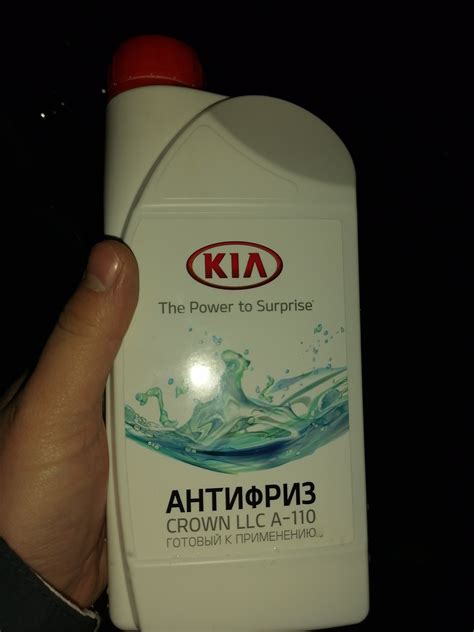 KIA
The Power to Surprise
АНТИФРИЗ
CROWN LLC A-110
ГОТОВЫЙ К ПРИМЕНЕНИЮ